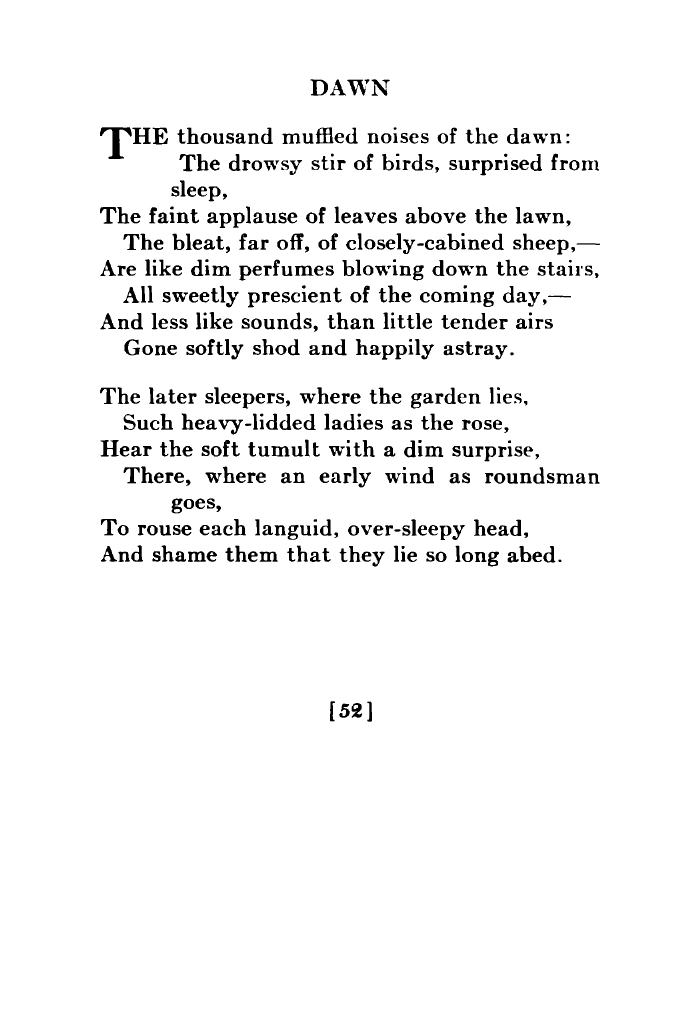 DAWN
THE thousand muffled noises of the dawn:
The drowsy stir of birds, surprised from
sleep,
The faint applause of leaves above the lawn,
The bleat, far off, of closely-cabined sheep,—
Are like dim perfumes blowing down the stairs,
All sweetly prescient of the coming day,—
And less like sounds, than little tender airs
Gone softly shod and happily astray.
The later sleepers, where the garden lies,
Such heavy-lidded ladies as the rose,
Hear the soft tumult with a dim surprise,
There, where an early wind as roundsman
goes,
To rouse each languid, over-sleepy head,
And shame them that they lie so long abed.
[52]